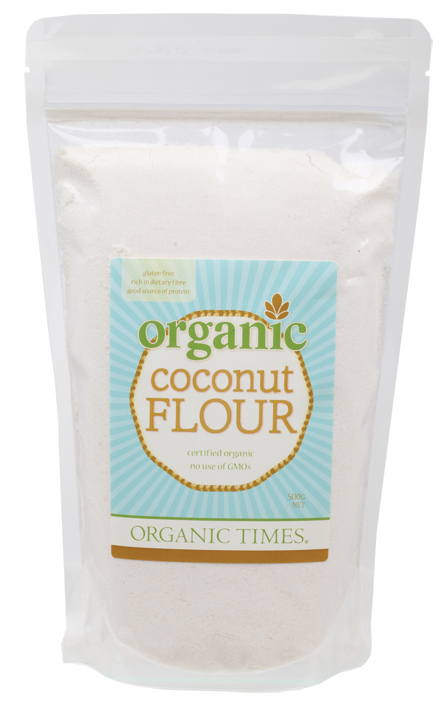 gluten free
rich in dietary fibre
good source of protein
organic
coconut
FLOUR
certified organic
no use of GMOs
500G
NET
ORGANIC TIMES®